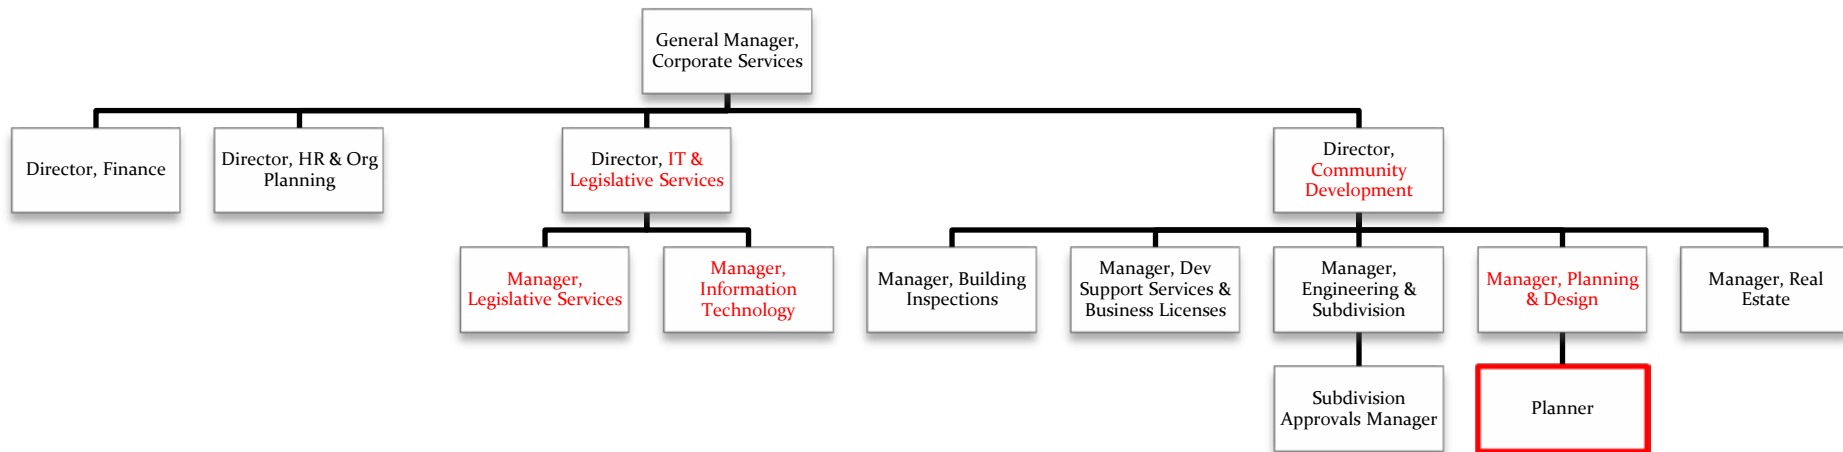 General Manager,
Corporate Services
Director, Finance
Director, HR & Org
Planning
Director, IT &
Legislative Services
Director,
Community
Development
Manager,
Legislative Services
Manager,
Information
Technology
Manager, Building
Inspections
Manager, Dev
Support Services &
Business Licenses
Manager,
Engineering &
Subdivision
Manager, Planning
& Design
Manager, Real
Estate
Subdivision
Approvals Manager
Planner